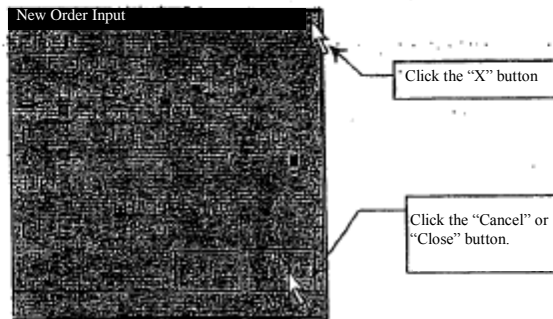 New Order Input
Click the “X” button
Click the “Cancel” or
“Close” button.